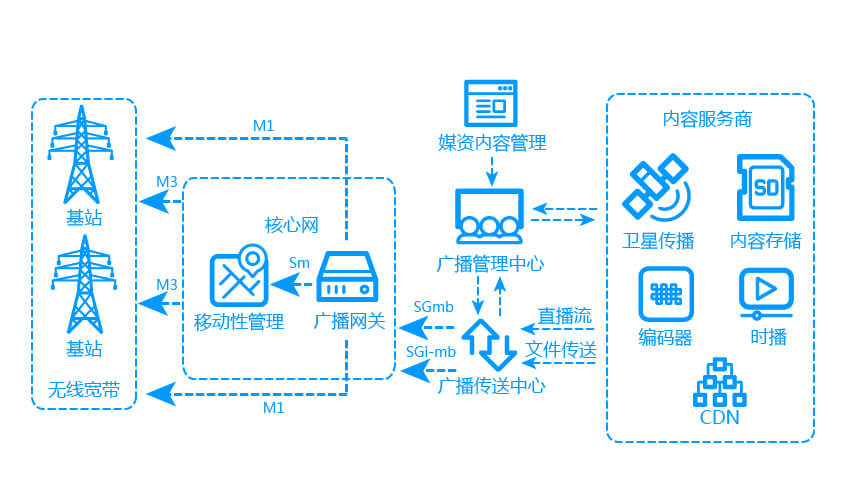 M1
M3
基站
M3
基站
无线宽带
M1
核心网
Sm
移动性管理
广播网关
媒资内容管理
广播管理中心
SGmb
SGi-mb
广播传送中心
直播流
文件传送
内容服务商
卫星传播
SD
内容存储
编码器
时播
CDN